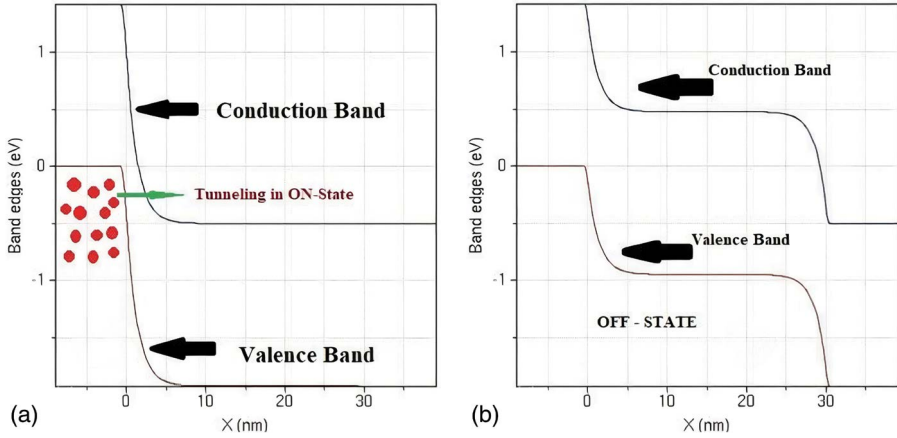 1
0
-1
Band edges (eV)
Conduction Band
Tunneling in ON-State
Valence Band
0
10
20
30
X (nm)
(a)
1
0
-1
Band edges (eV)
Conduction Band
Valence Band
OFF - STATE
0
10
20
30
X (nm)
(b)